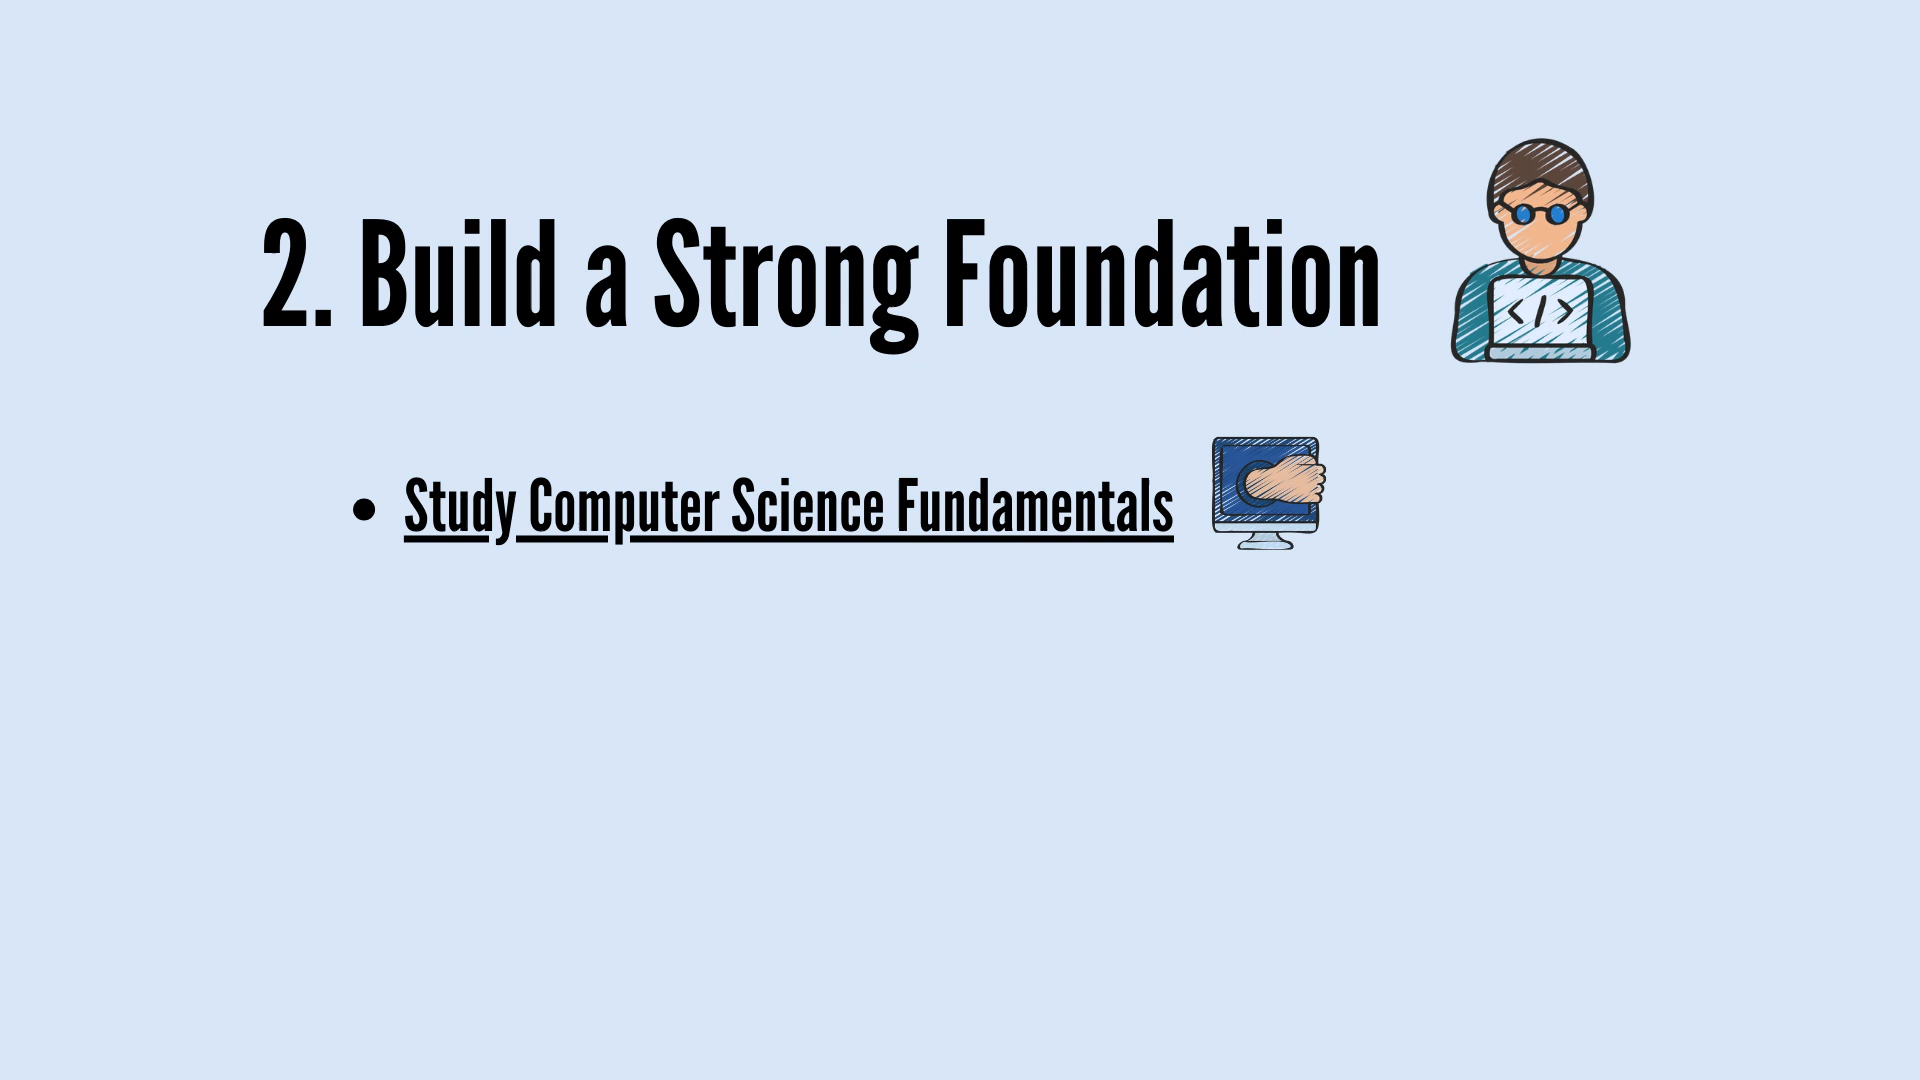 2. Build a Strong Foundation
</>
• Study Computer Science Fundamentals